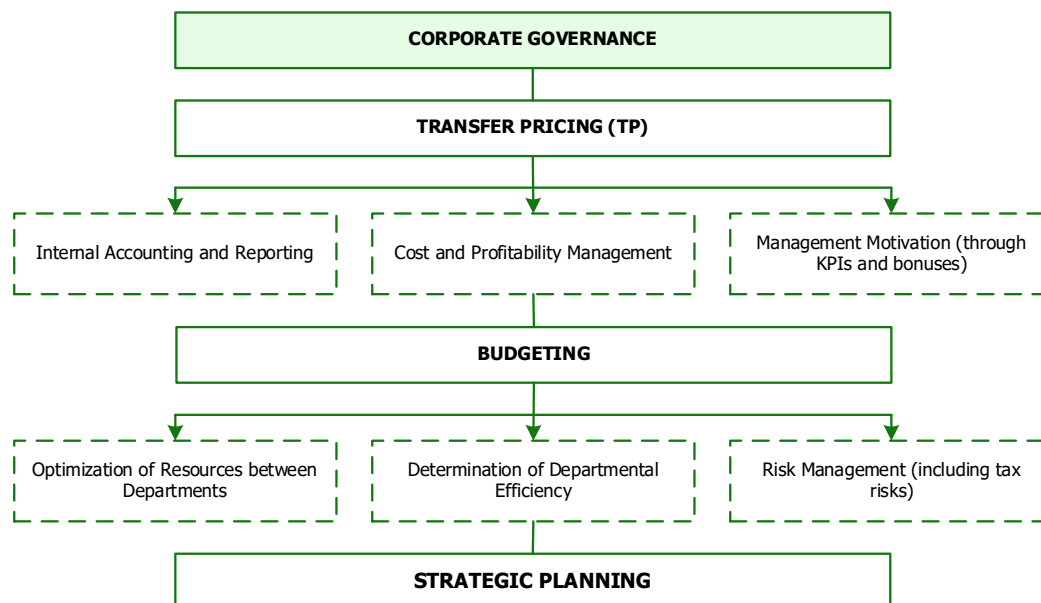 CORPORATE GOVERNANCE
TRANSFER PRICING (TP)
Internal Accounting and Reporting
Cost and Profitability Management
Management Motivation (through
KPIs and bonuses)
BUDGETING
Optimization of Resources between
Departments
Determination of Departmental
Efficiency
Risk Management (including tax
risks)
STRATEGIC PLANNING